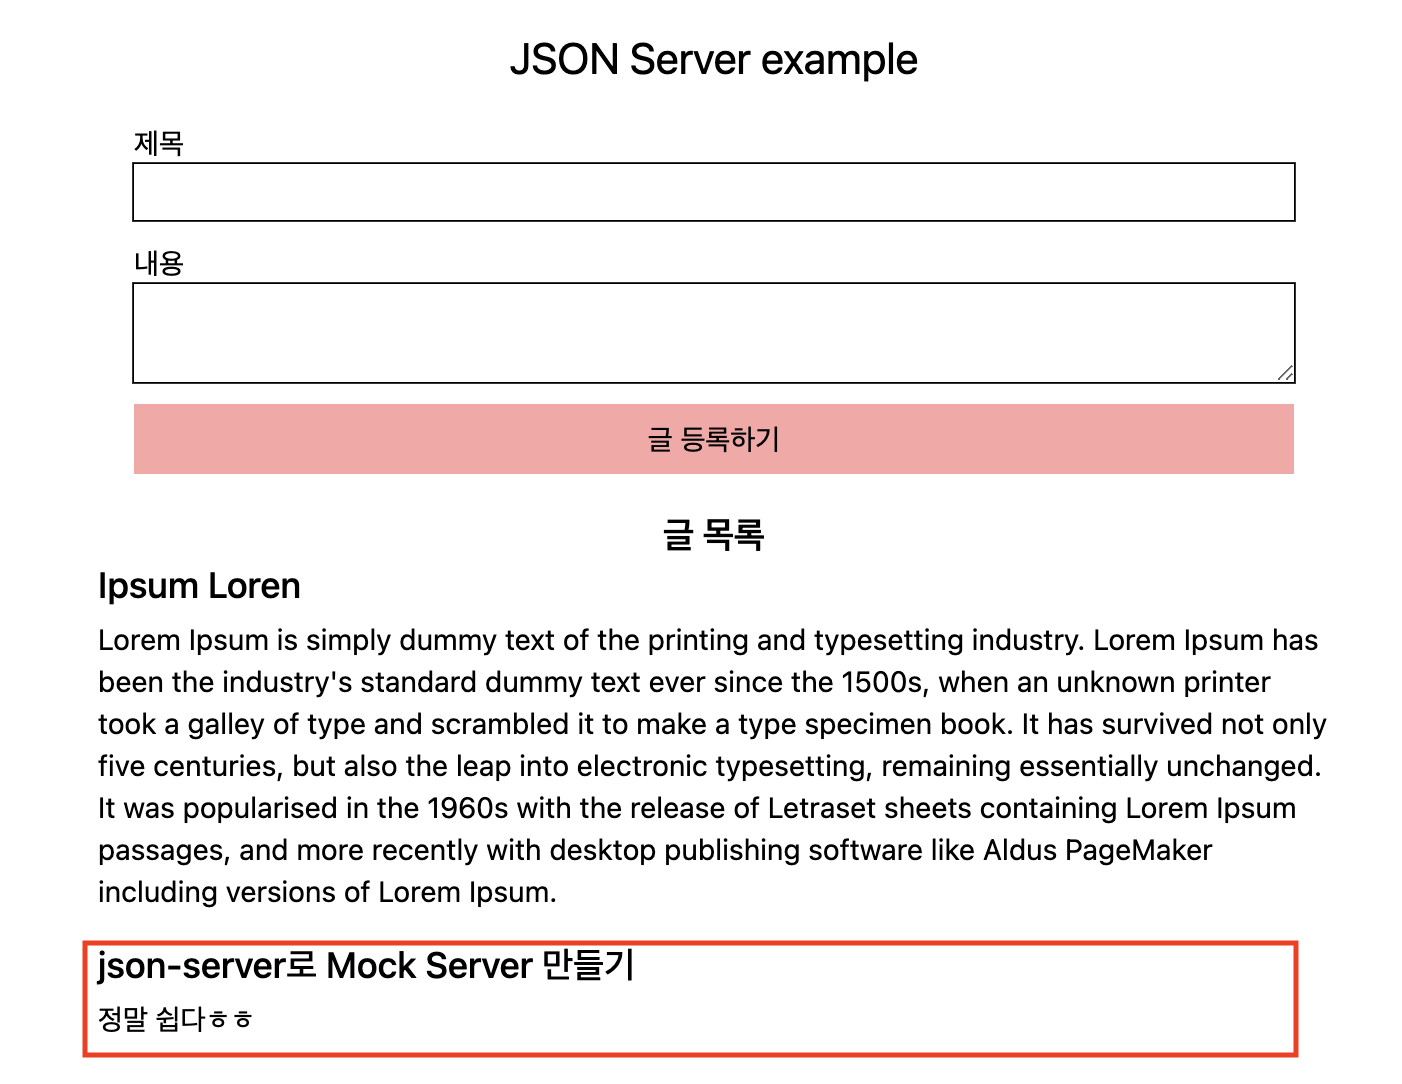 JSON Server example
제목
내용
글 등록하기
글 목록
Ipsum Loren
Lorem Ipsum is simply dummy text of the printing and typesetting industry. Lorem Ipsum has
been the industry's standard dummy text ever since the 1500s, when an unknown printer
took a galley of type and scrambled it to make a type specimen book. It has survived not only
five centuries, but also the leap into electronic typesetting, remaining essentially unchanged.
It was popularised in the 1960s with the release of Letraset sheets containing Lorem Ipsum
passages, and more recently with desktop publishing software like Aldus PageMaker
including versions of Lorem Ipsum.
json-server로 Mock Server 만들기
정말 쉽다ㅎㅎ